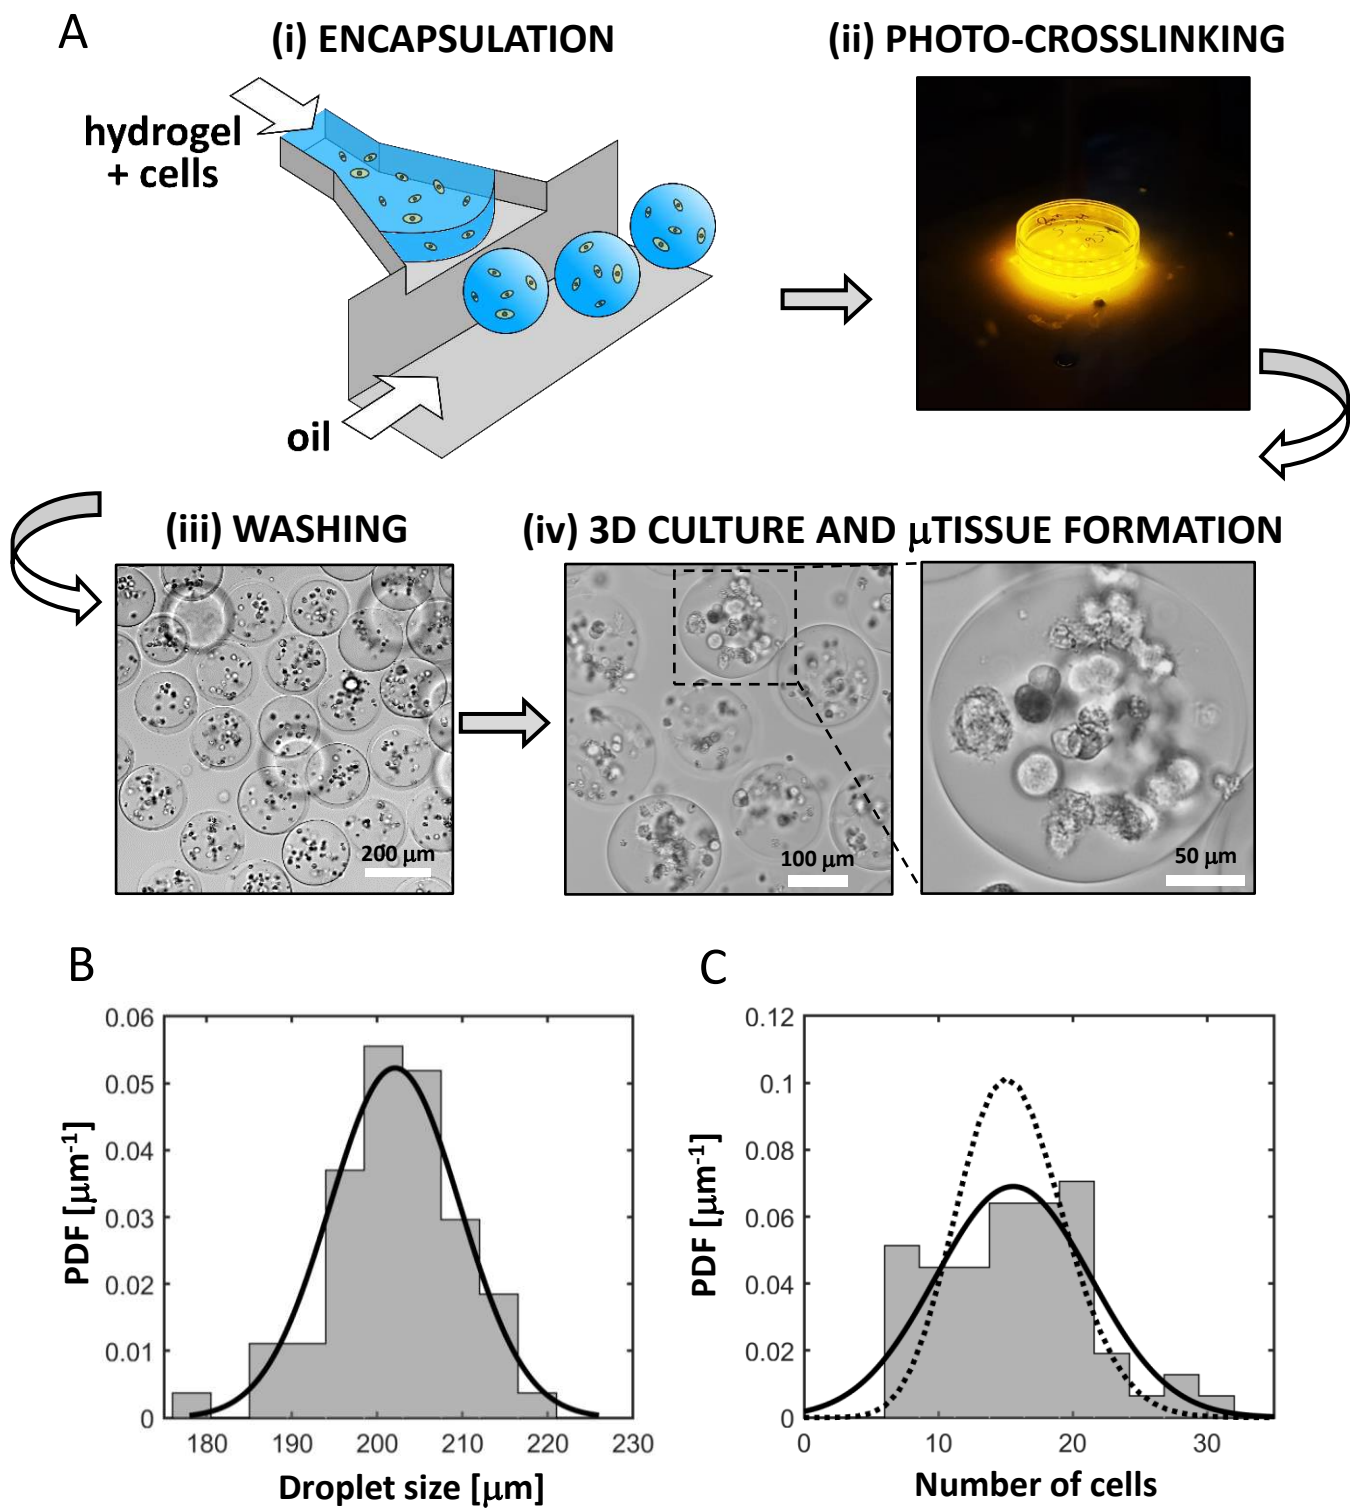 A
(i) ENCAPSULATION
(ii) PHOTO-CROSSLINKING
hydrogel
+ cells
oil
(iii) WASHING
(iv) 3D CULTURE AND μTISSUE FORMATION
200 μm
100 μm
50 μm
B
0.06
0.05
0.04
0.03
0.02
0.01
0
PDF [μm⁻¹]
180 190 200 210 220 230
Droplet size [μm]
C
0.12
0.1
0.08
0.06
0.04
0.02
0
PDF [μm⁻¹]
0 10 20 30
Number of cells